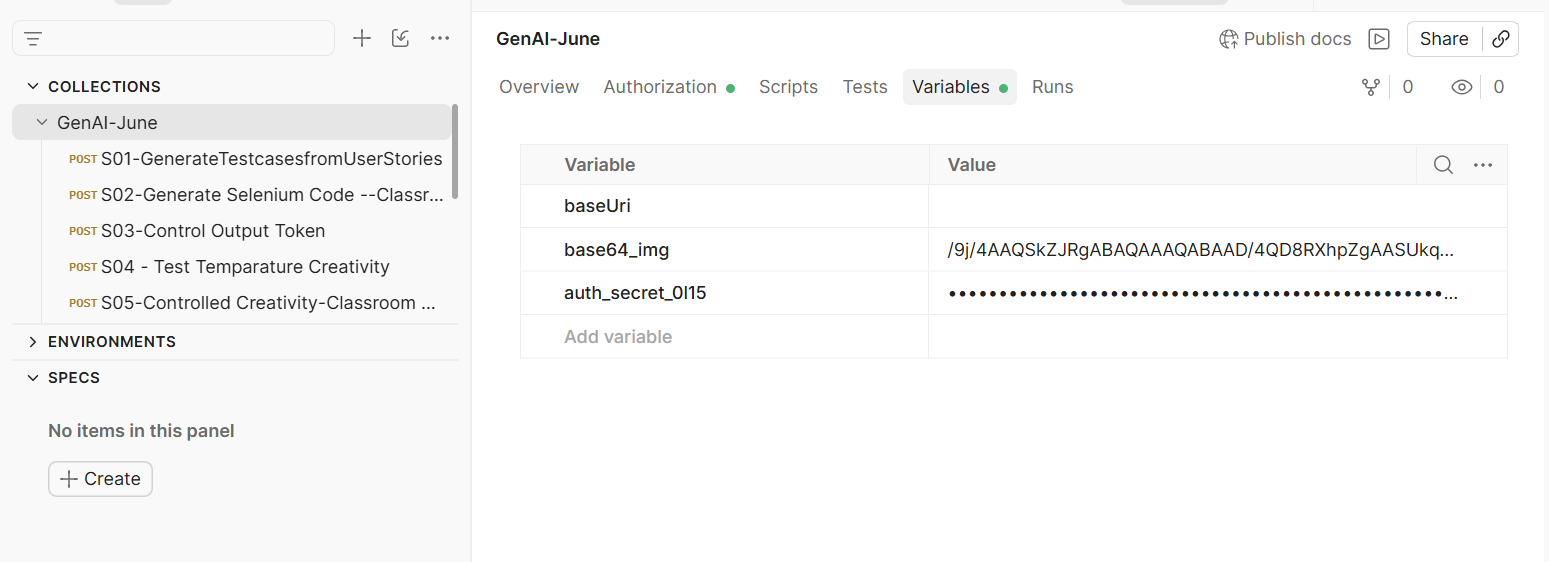 COLLECTIONS
GenAI-June
POST S01-GenerateTestcasesfromUserStories
POST S02-Generate Selenium Code --Classr...
POST S03-Control Output Token
POST S04 - Test Temparature Creativity
POST S05-Controlled Creativity-Classroom ...
ENVIRONMENTS
SPECS
No items in this panel
Create
GenAI-June
Publish docs
Share
Overview Authorization Scripts Tests Variables Runs
0 0
Variable Value
baseUri
base64_img /9j/4AAQSkZJRgABAQAAAQABAAD/4QD8RXhpZgAASUkq...
auth_secret_0I15 ••••••••••••••••••••••••••••••••••••••••••••••••••...
Add variable